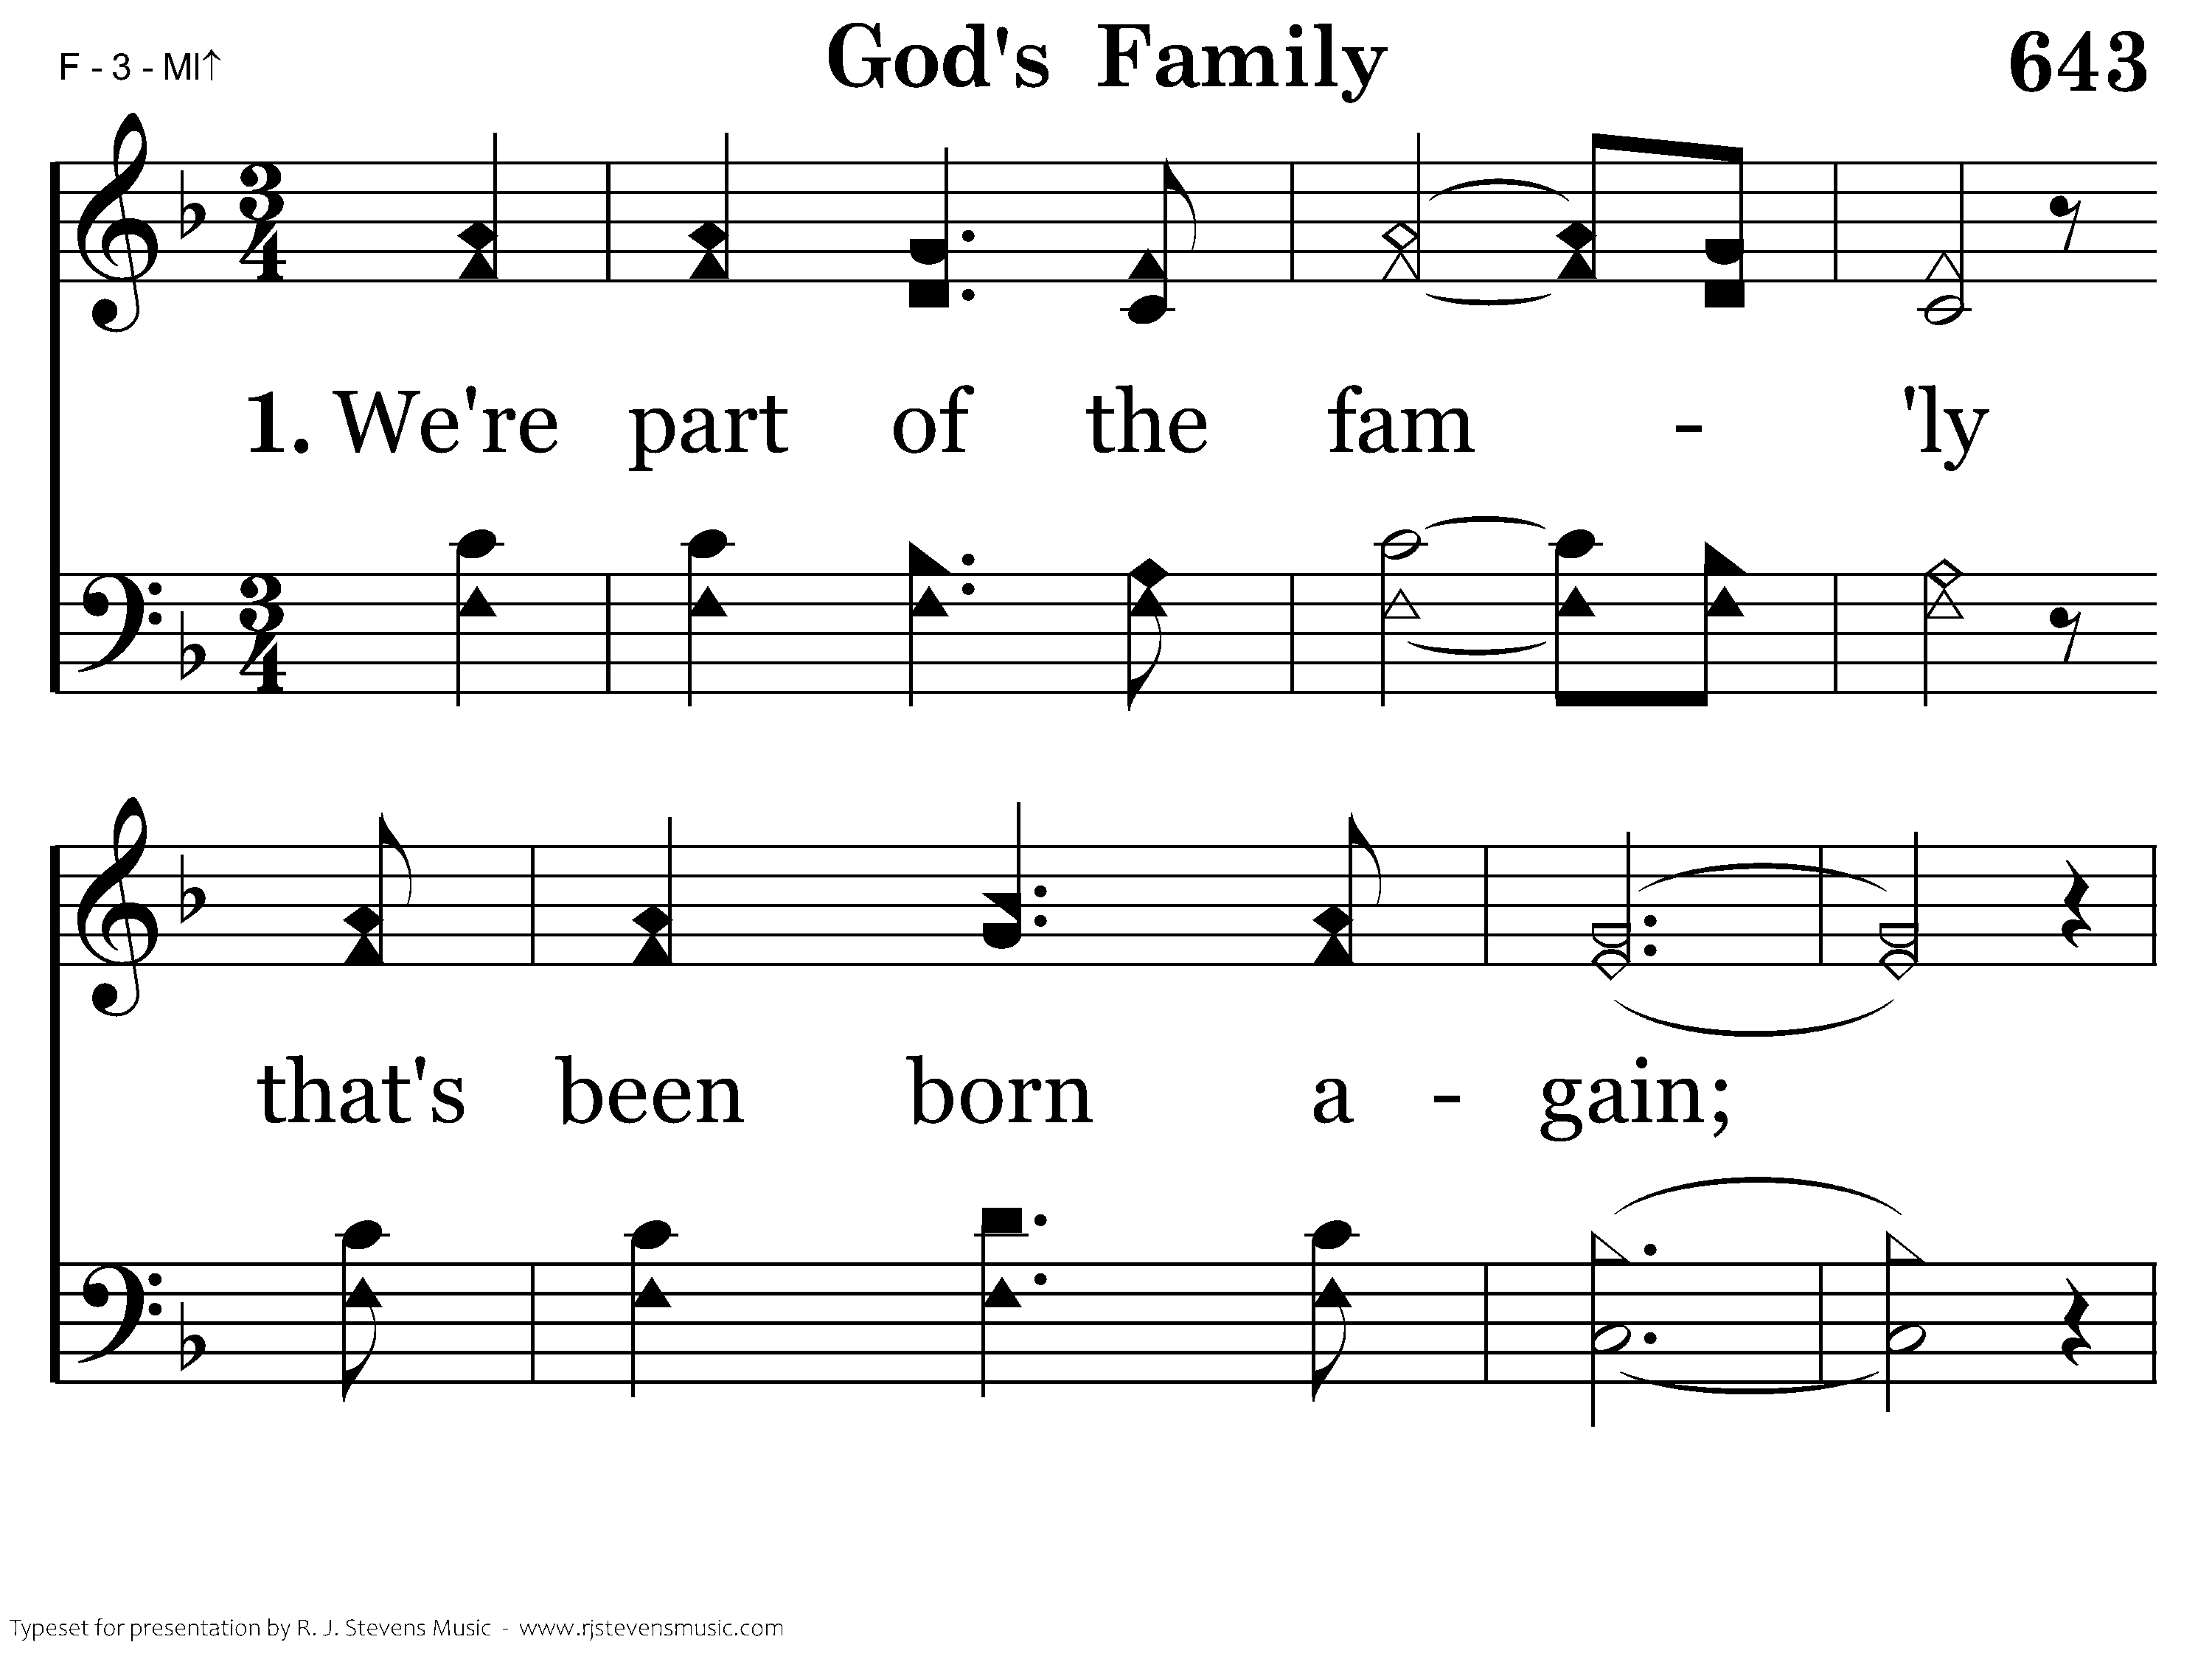 F - 3 - MI↑ God's Family 643
1. We're part of the fam - 'ly
that's been born a - gain;
Typeset for presentation by R. J. Stevens Music - www.rjstevensmusic.com